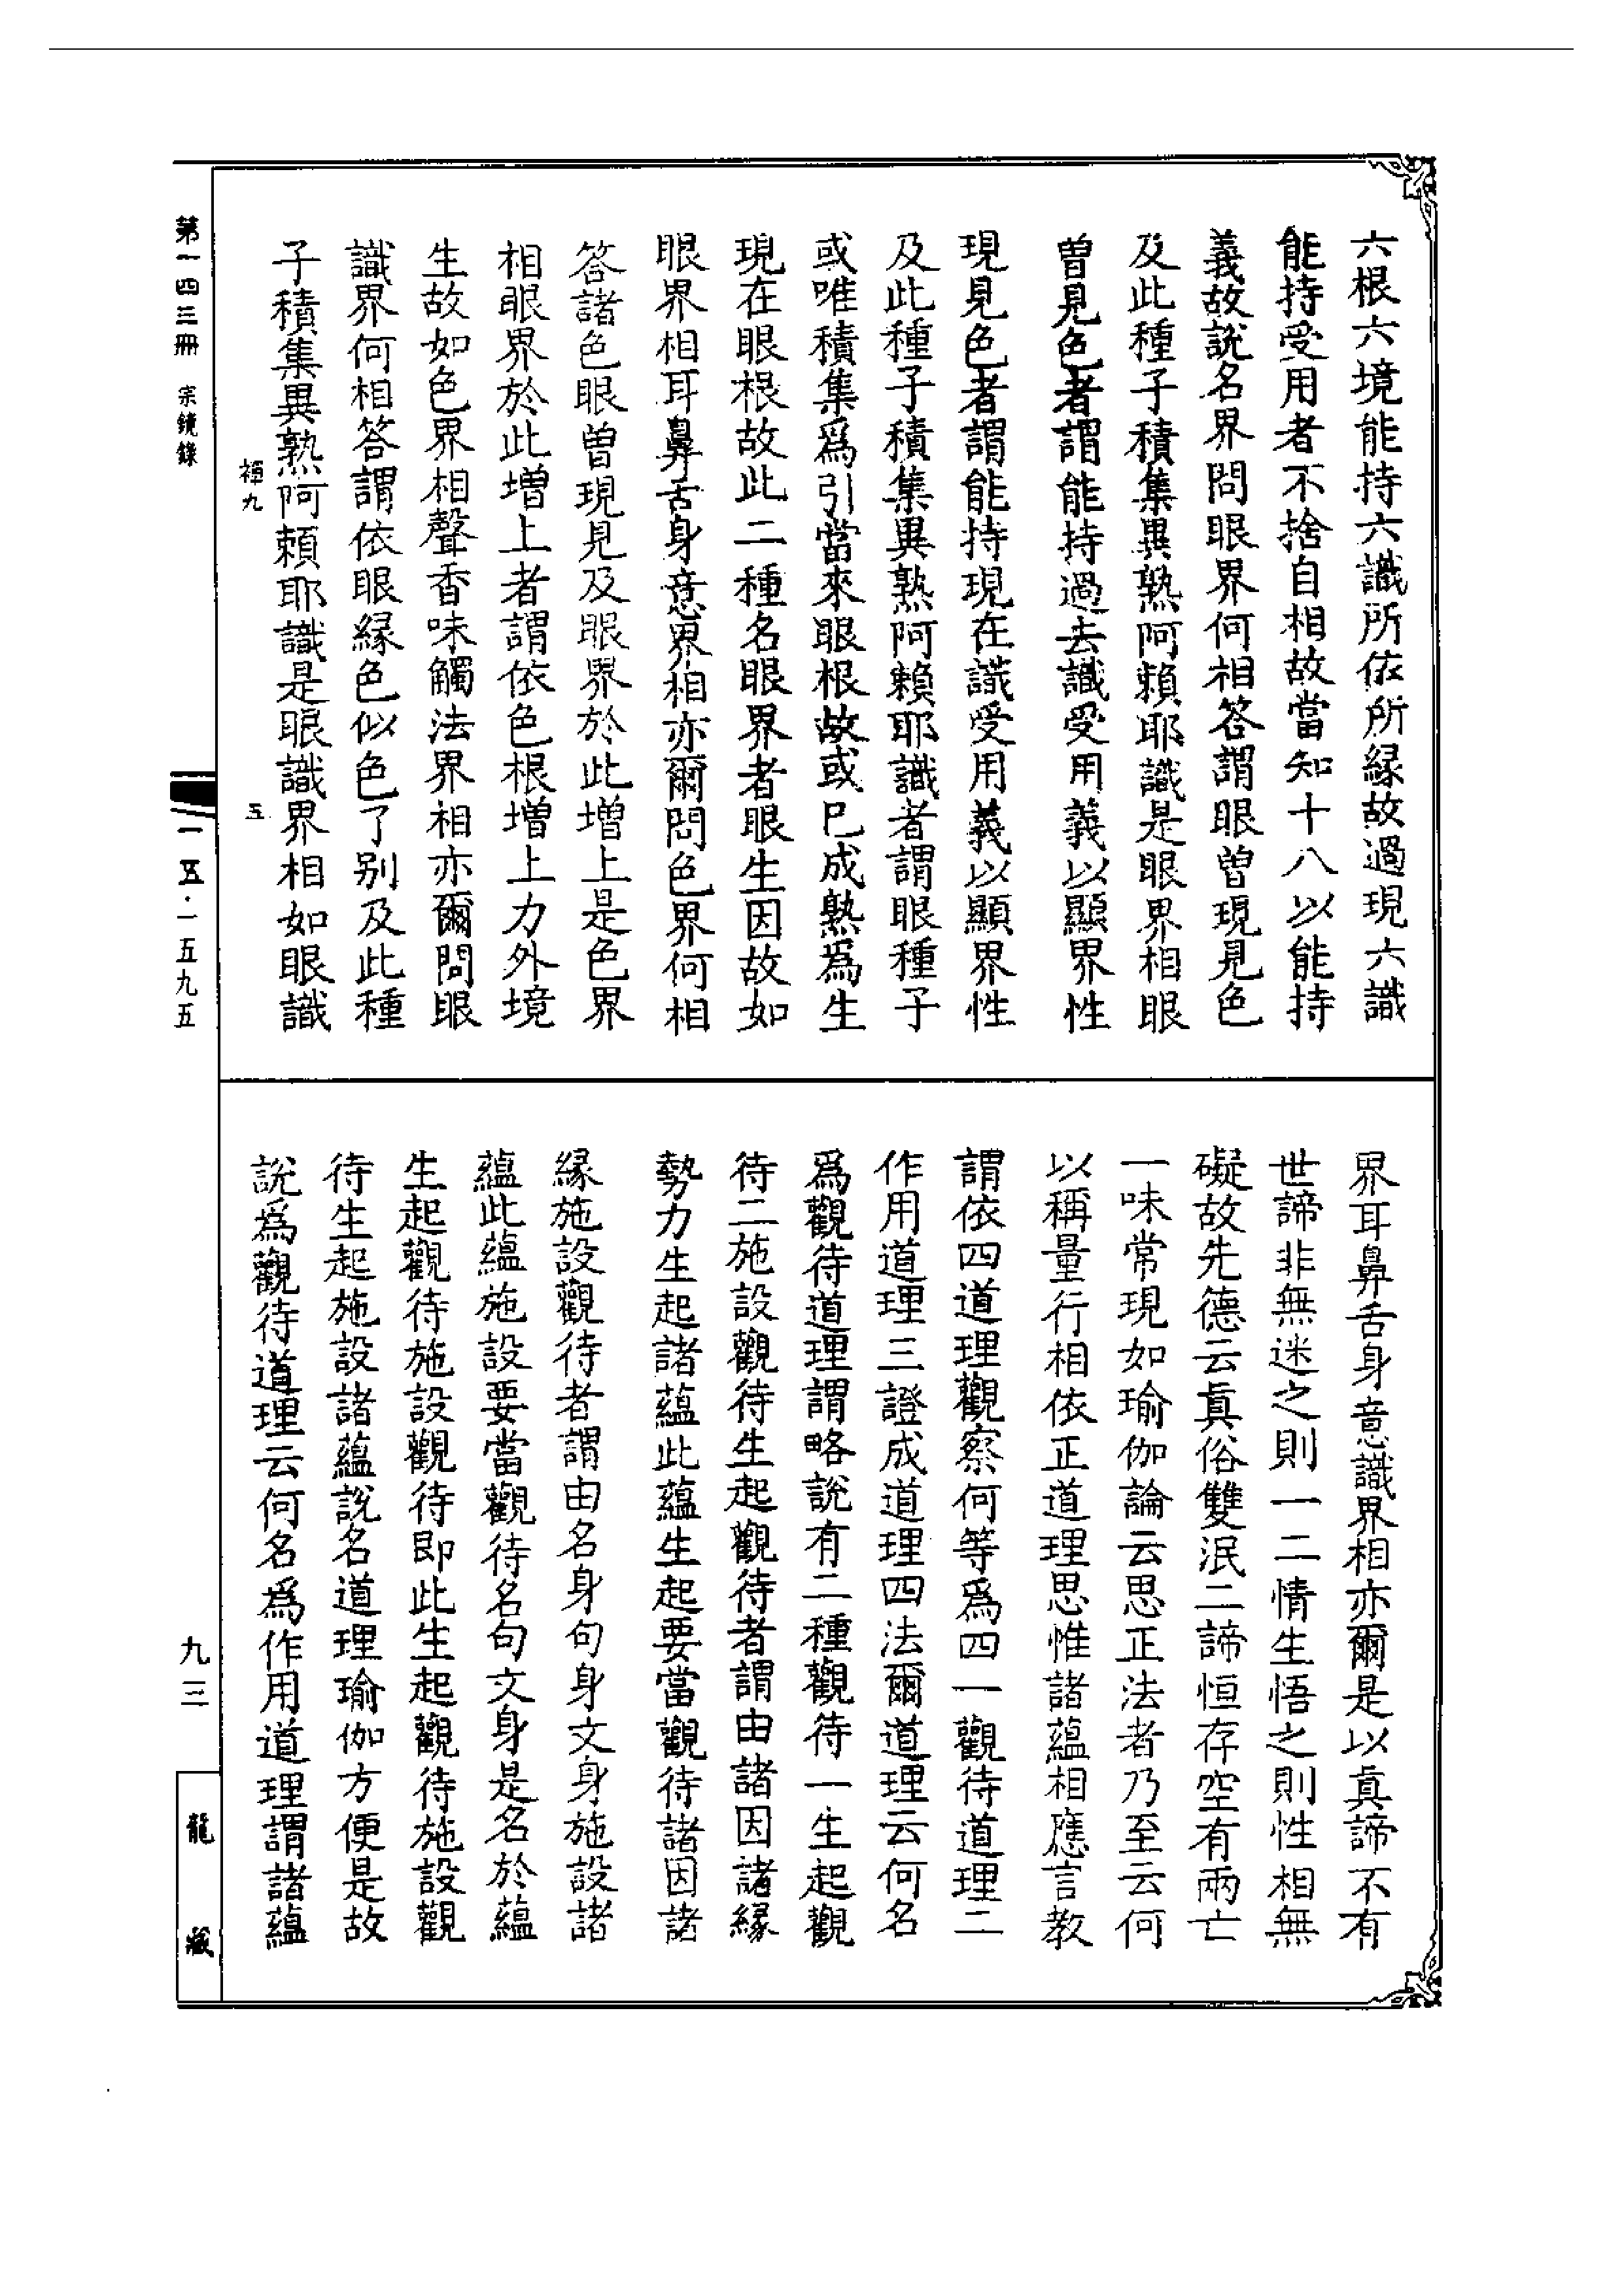 六根六境能持六識所依所緣故過現六識
能持受用者不捨自相故當知十八以能持
義故說名界問眼界何相答謂眼曾現見色
及此種子積集異熟阿賴耶識是眼界相眼
曾見色者謂能持過去識受用義以顯界性
現見色者謂能持現在識受用義以顯界性
及此種子積集異熟阿賴耶識者謂眼種子
或唯積集爲引當來眼根故或巳成熟爲生
現在眼根故此二種名眼界者眼生因故如
眼界相耳鼻舌身意界相亦爾問色界何相
答諸色眼曾現見及眼界於此增上是色界
相眼界於此增上者謂依色根增上力外境
生故如色界相聲香味觸法界相亦爾問眼
識界何相答謂依眼緣色似色了別及此種
子積集異熟阿賴耶識是眼識界相如眼識
界耳鼻舌身意識界相亦爾是以真諦不有
世諦非無迷之則一二情生悟之則性相無
礙故先德云真俗雙泯二諦恒存空有兩亡
一味常現如瑜伽論云思正法者乃至云何
以稱量行相依正道理思惟諸蘊相應言教
謂依四道理觀察何等爲四一觀待道理二
作用道理三證成道理四法爾道理云何名
爲觀待道理謂略說有二種觀待一生起觀
待二施設觀待生起觀待者謂由諸因諸緣
勢力生起諸蘊此蘊生起要當觀待諸因諸
緣施設觀待者謂由名身句身文身施設諸
蘊此蘊施設要當觀待名句文身是名於蘊
生起觀待施設觀待即此生起觀待施設觀
待生起施設諸蘊說名道理瑜伽方便是故
說爲觀待道理云何名爲作用道理謂諸蘊
第一四三冊 宗鏡錄
禪九
五
一五·一五九五
九三
龍藏